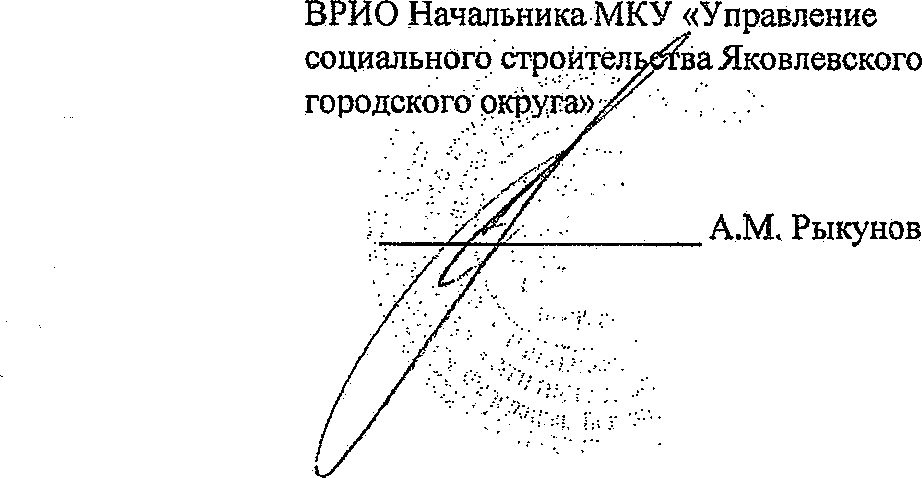 ВРИО Начальника МКУ «Управление
социального строительства Яковлевского
городского округа»
А.М. Рыкунов